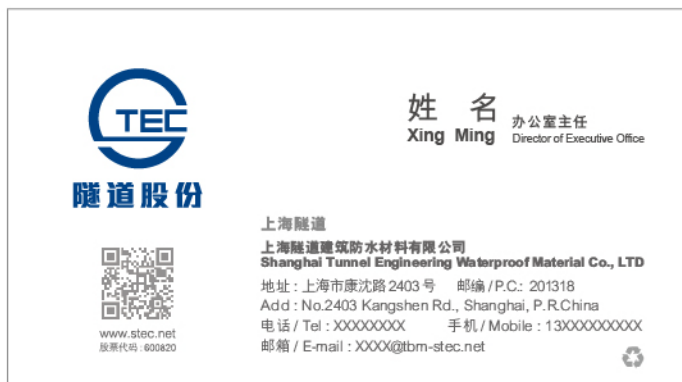 STEC
隧道股份
姓 名 办公室主任
Xing Ming Director of Executive Office
上海隧道
上海隧道建筑防水材料有限公司
Shanghai Tunnel Engineering Waterproof Material Co., LTD
地址 : 上海市康沈路2403号 邮编 / P.C.: 201318
Add : No.2403 Kangshen Rd., Shanghai, P.R.China
电话 / Tel : XXXXXXXX 手机 / Mobile : 13XXXXXXXXX
邮箱 / E-mail : XXXX@tbm-stec.net
www.stec.net
股票代码 : 600820